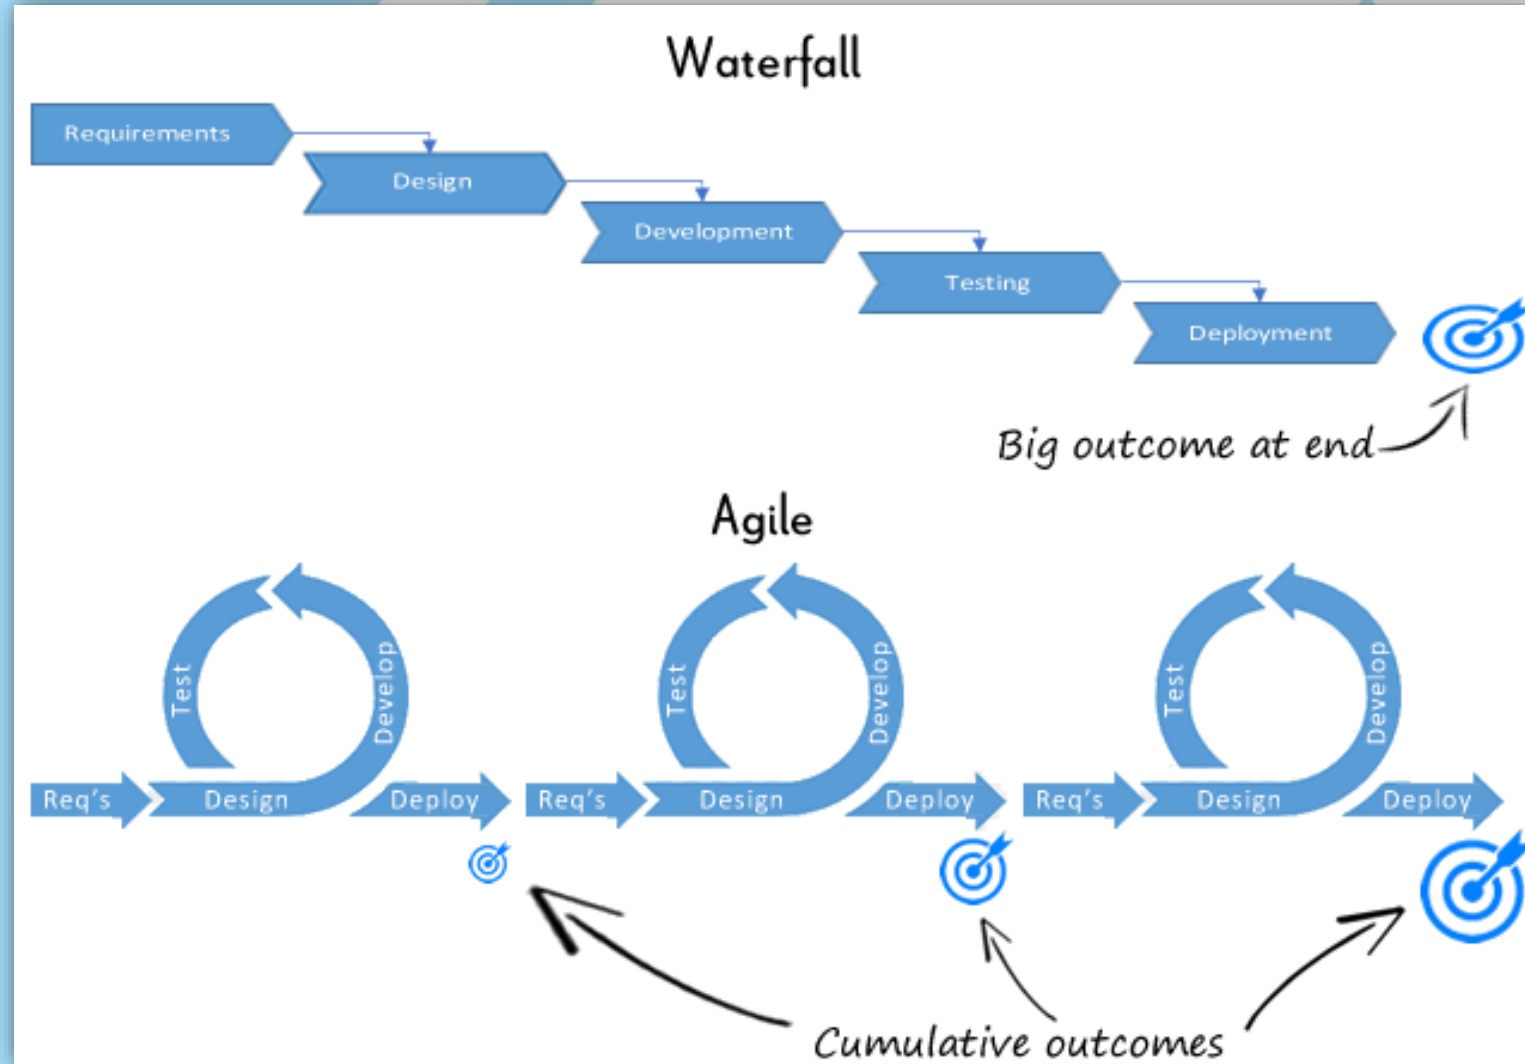 Waterfall
Requirements
Design
Development
Testing
Deployment
Big outcome at end
Agile
Test
Develop
Req's
Design
Deploy
Test
Develop
Req's
Design
Deploy
Test
Develop
Req's
Design
Deploy
Cumulative outcomes